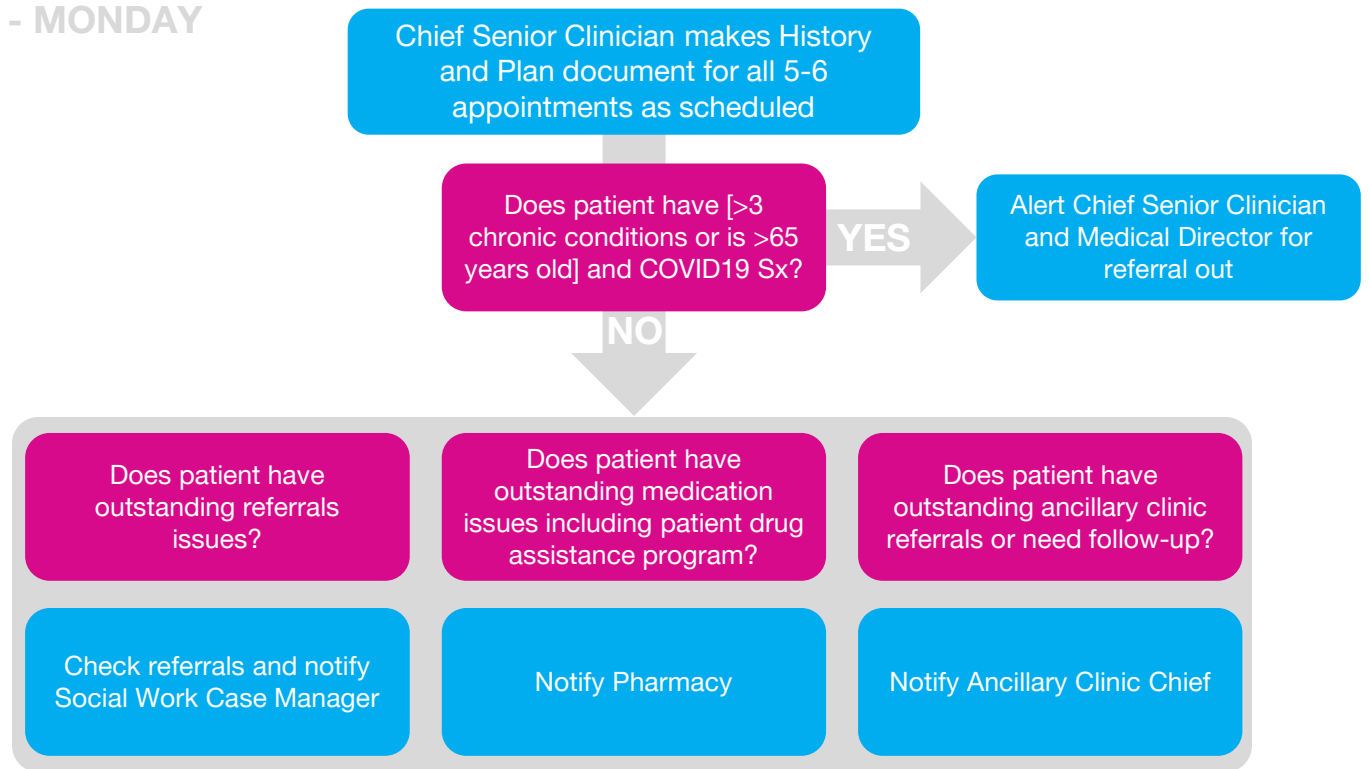 - MONDAY
Chief Senior Clinician makes History
and Plan document for all 5-6
appointments as scheduled
Does patient have [>3
chronic conditions or is >65
years old] and COVID19 Sx?
YES
Alert Chief Senior Clinician
and Medical Director for
referral out
NO
Does patient have
outstanding referrals
issues?
Does patient have
outstanding medication
issues including patient drug
assistance program?
Does patient have
outstanding ancillary clinic
referrals or need follow-up?
Check referrals and notify
Social Work Case Manager
Notify Pharmacy
Notify Ancillary Clinic Chief